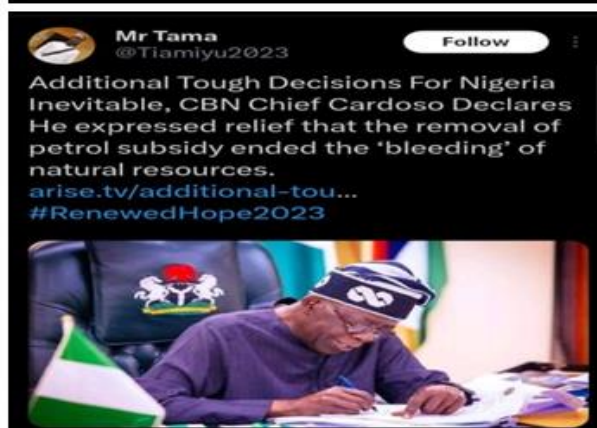 Mr Tama
@Tiamiyu2023
Follow
Additional Tough Decisions For Nigeria
Inevitable, CBN Chief Cardoso Declares
He expressed relief that the removal of
petrol subsidy ended the ‘bleeding’ of
natural resources.
arise.tv/additional-tou...
#RenewedHope2023